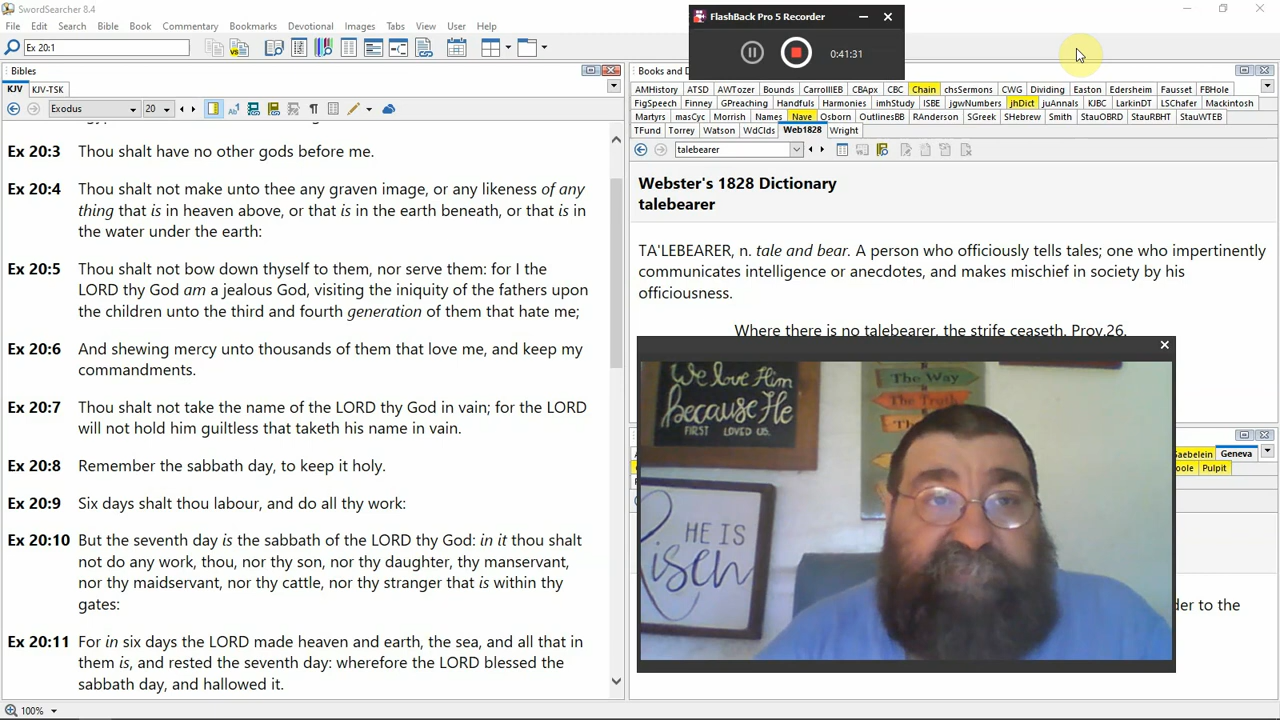 SwordSearcher 8.4
File Edit Search Bible Book Commentary Bookmarks Devotional Images Tabs View User Help
Ex 20:1
FlashBack Pro 5 Recorder
0:41:31
Bibles
KJV KJV-TSK
Exodus 20
Ex 20:3 Thou shalt have no other gods before me.
Ex 20:4 Thou shalt not make unto thee any graven image, or any likeness of any
thing that is in heaven above, or that is in the earth beneath, or that is in
the water under the earth:
Ex 20:5 Thou shalt not bow down thyself to them, nor serve them: for I the
LORD thy God am a jealous God, visiting the iniquity of the fathers upon
the children unto the third and fourth generation of them that hate me;
Ex 20:6 And shewing mercy unto thousands of them that love me, and keep my
commandments.
Ex 20:7 Thou shalt not take the name of the LORD thy God in vain; for the LORD
will not hold him guiltless that taketh his name in vain.
Ex 20:8 Remember the sabbath day, to keep it holy.
Ex 20:9 Six days shalt thou labour, and do all thy work:
Ex 20:10 But the seventh day is the sabbath of the LORD thy God: in it thou shalt
not do any work, thou, nor thy son, nor thy daughter, thy manservant,
nor thy maidservant, nor thy cattle, nor thy stranger that is within thy
gates:
Ex 20:11 For in six days the LORD made heaven and earth, the sea, and all that in
them is, and rested the seventh day: wherefore the LORD blessed the
sabbath day, and hallowed it.
100%
Books and D
AMHistory ATSD AWTozer Bounds CarrollEB CBApx CBC Chain chsSermons CWG Dividing Easton Edersheim Fausset FBHole
FigSpeech Finney GPreaching Handfuls Harmonies imhStudy ISBE jgwNumbers jhDict juAnnals KJBC LarkinDT LSChafer Mackintosh
Martyrs masCyc Morrish Names Nave Osborn OutlinesBB RAnderson SGreek SHebrew Smith StauOBRD StauRBHT StauWTEB
TFund Torrey Watson WdClds Web1828 Wright
talebearer
Webster's 1828 Dictionary
talebearer
TA'LEBEARER, n. tale and bear. A person who officiously tells tales; one who impertinently
communicates intelligence or anecdotes, and makes mischief in society by his
officiousness.
Where there is no talebearer, the strife ceaseth. Prov.26.
We love Him
because He
FIRST LOVED US.
The Way
The Truth
HE IS
Risen
Gaebelein Geneva
Poole Pulpit
der to the